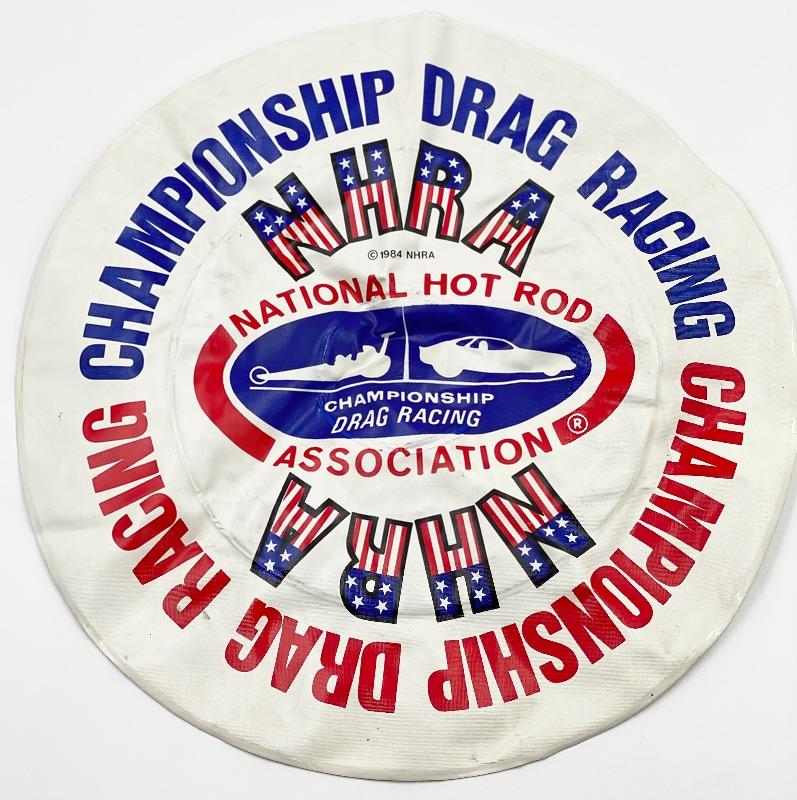 CHAMPIONSHIP DRAG RACING
NHRA
©1984 NHRA
NATIONAL HOT ROD
CHAMPIONSHIP
DRAG RACING
®
ASSOCIATION
NHRA
CHAMPIONSHIP DRAG RACING